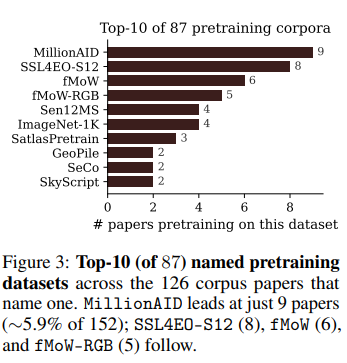 Top-10 of 87 pretraining corpora
MillionAID 9
SSL4EO-S12 8
fMoW 6
fMoW-RGB 5
Sen12MS 4
ImageNet-1K 4
SatlasPretrain 3
GeoPile 2
SeCo 2
SkyScript 2
0 2 4 6 8
# papers pretraining on this dataset
Figure 3: Top-10 (of 87) named pretraining
datasets across the 126 corpus papers that
name one. MillionAID leads at just 9 papers
(~5.9% of 152); SSL4EO-S12 (8), fMoW (6),
and fMoW-RGB (5) follow.